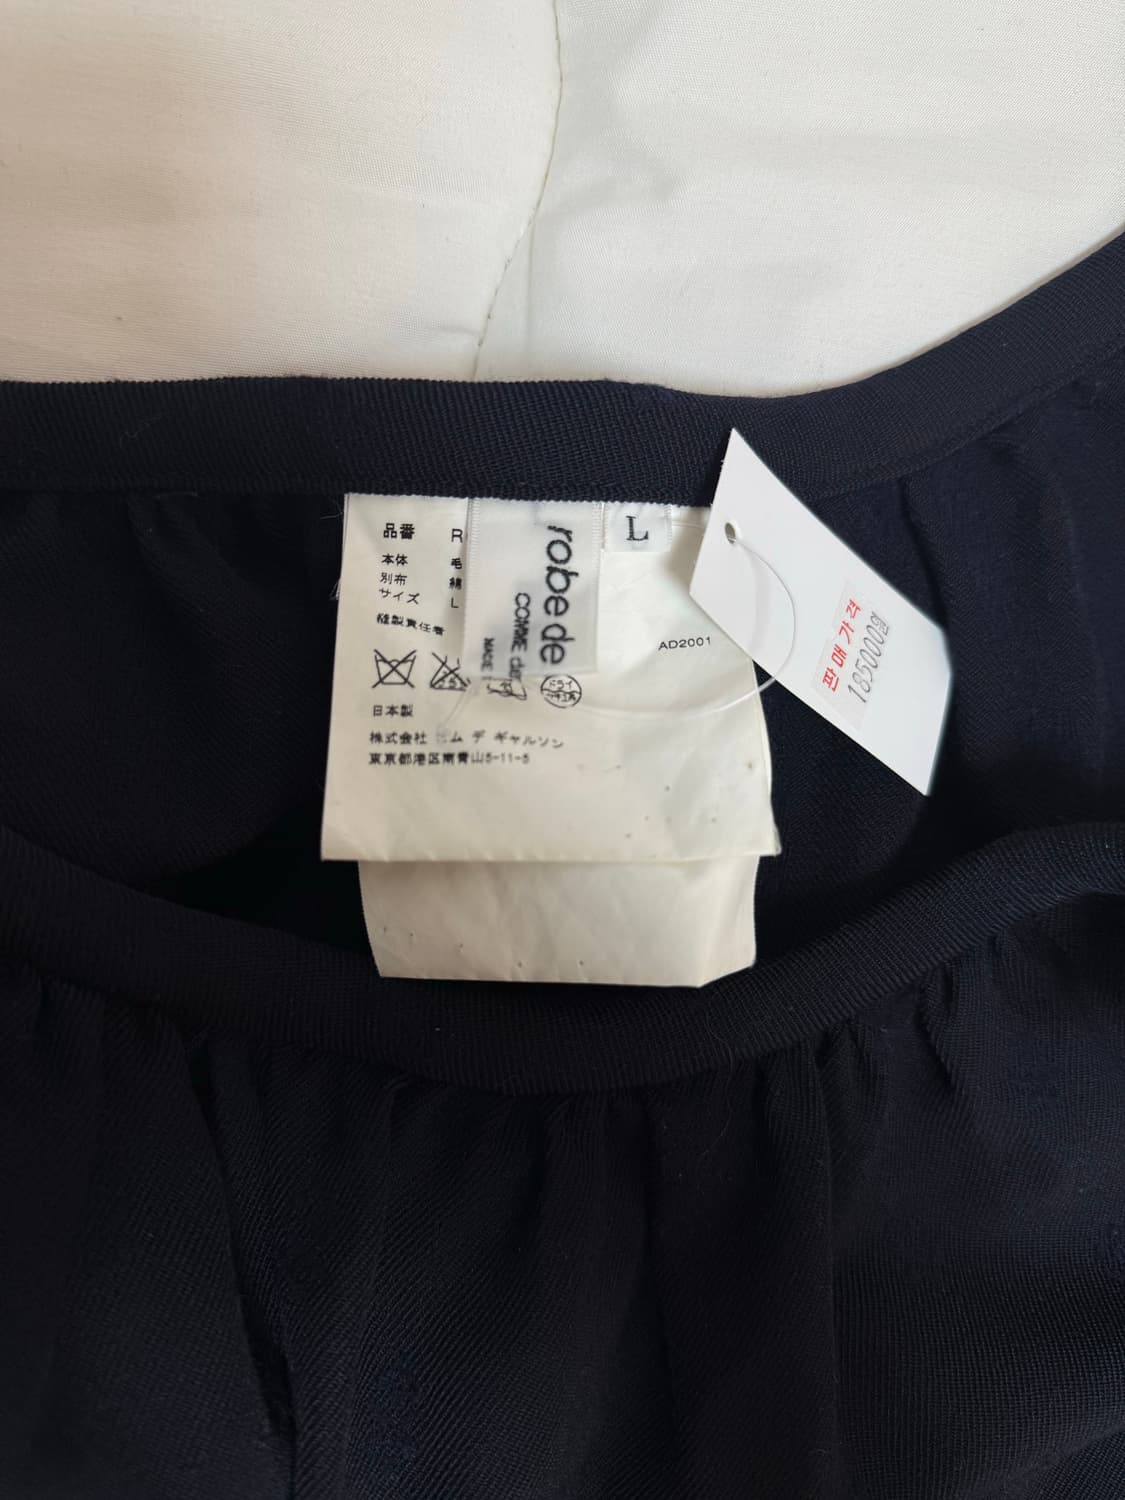 品番 R
本体 毛
別布 綿
サイズ L
縫製責任者
日本製
株式会社 コム デ ギャルソン
東京都港区南青山5-11-5
robe de
COMME des
MADE
L
AD2001
ドライ
판매가격
185000원